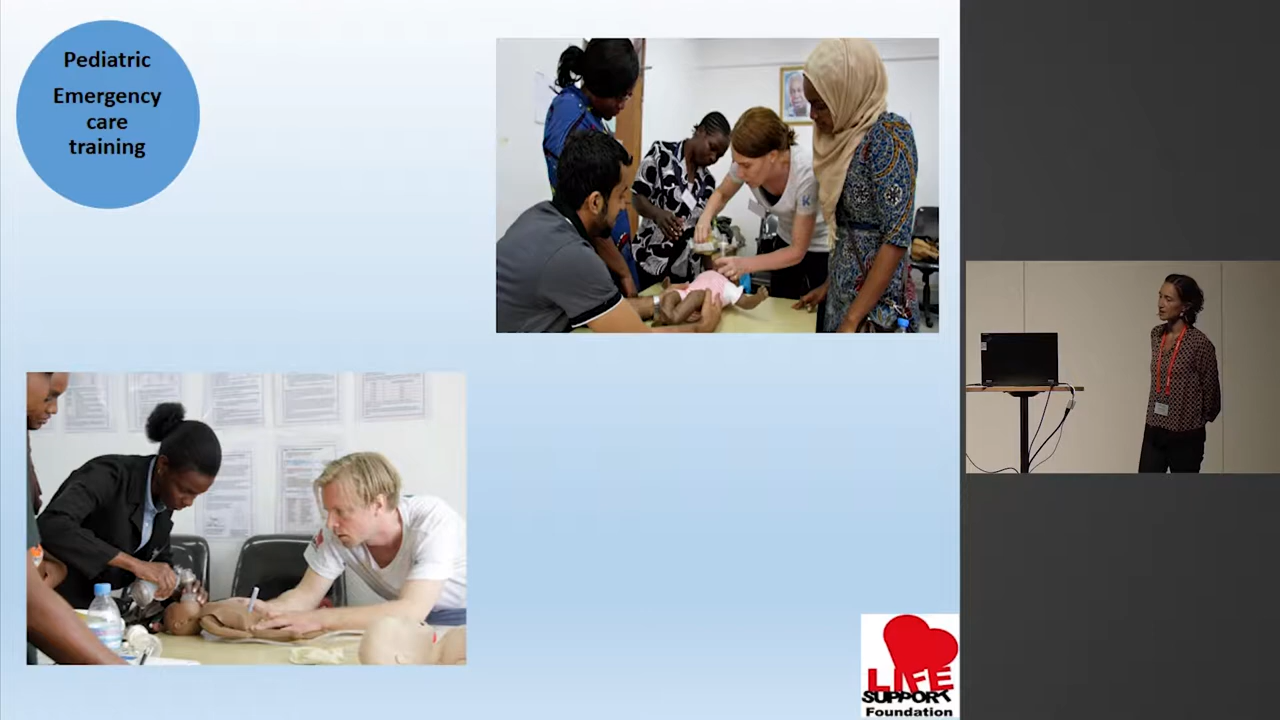 Pediatric
Emergency
care
training
LIFE
SUPPORT
Foundation